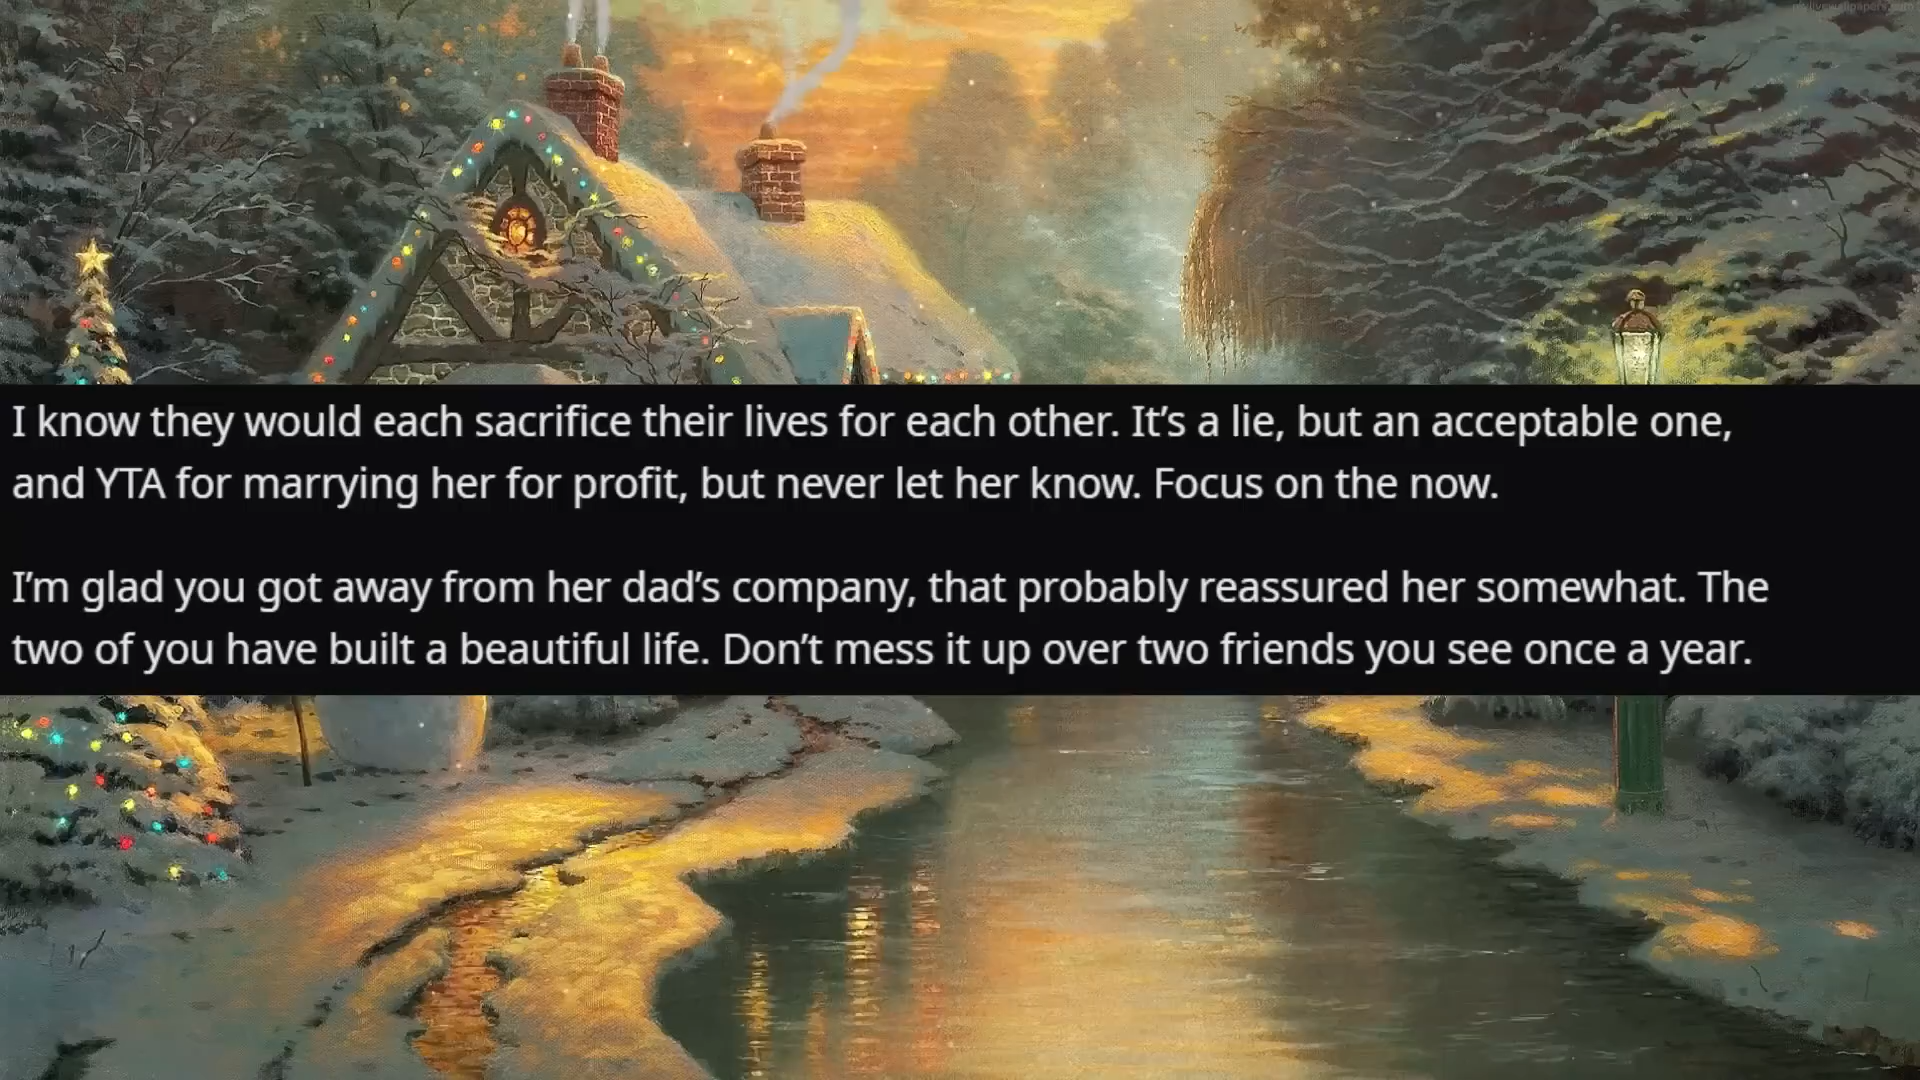 I know they would each sacrifice their lives for each other. It’s a lie, but an acceptable one,
and YTA for marrying her for profit, but never let her know. Focus on the now.
I’m glad you got away from her dad’s company, that probably reassured her somewhat. The
two of you have built a beautiful life. Don’t mess it up over two friends you see once a year.